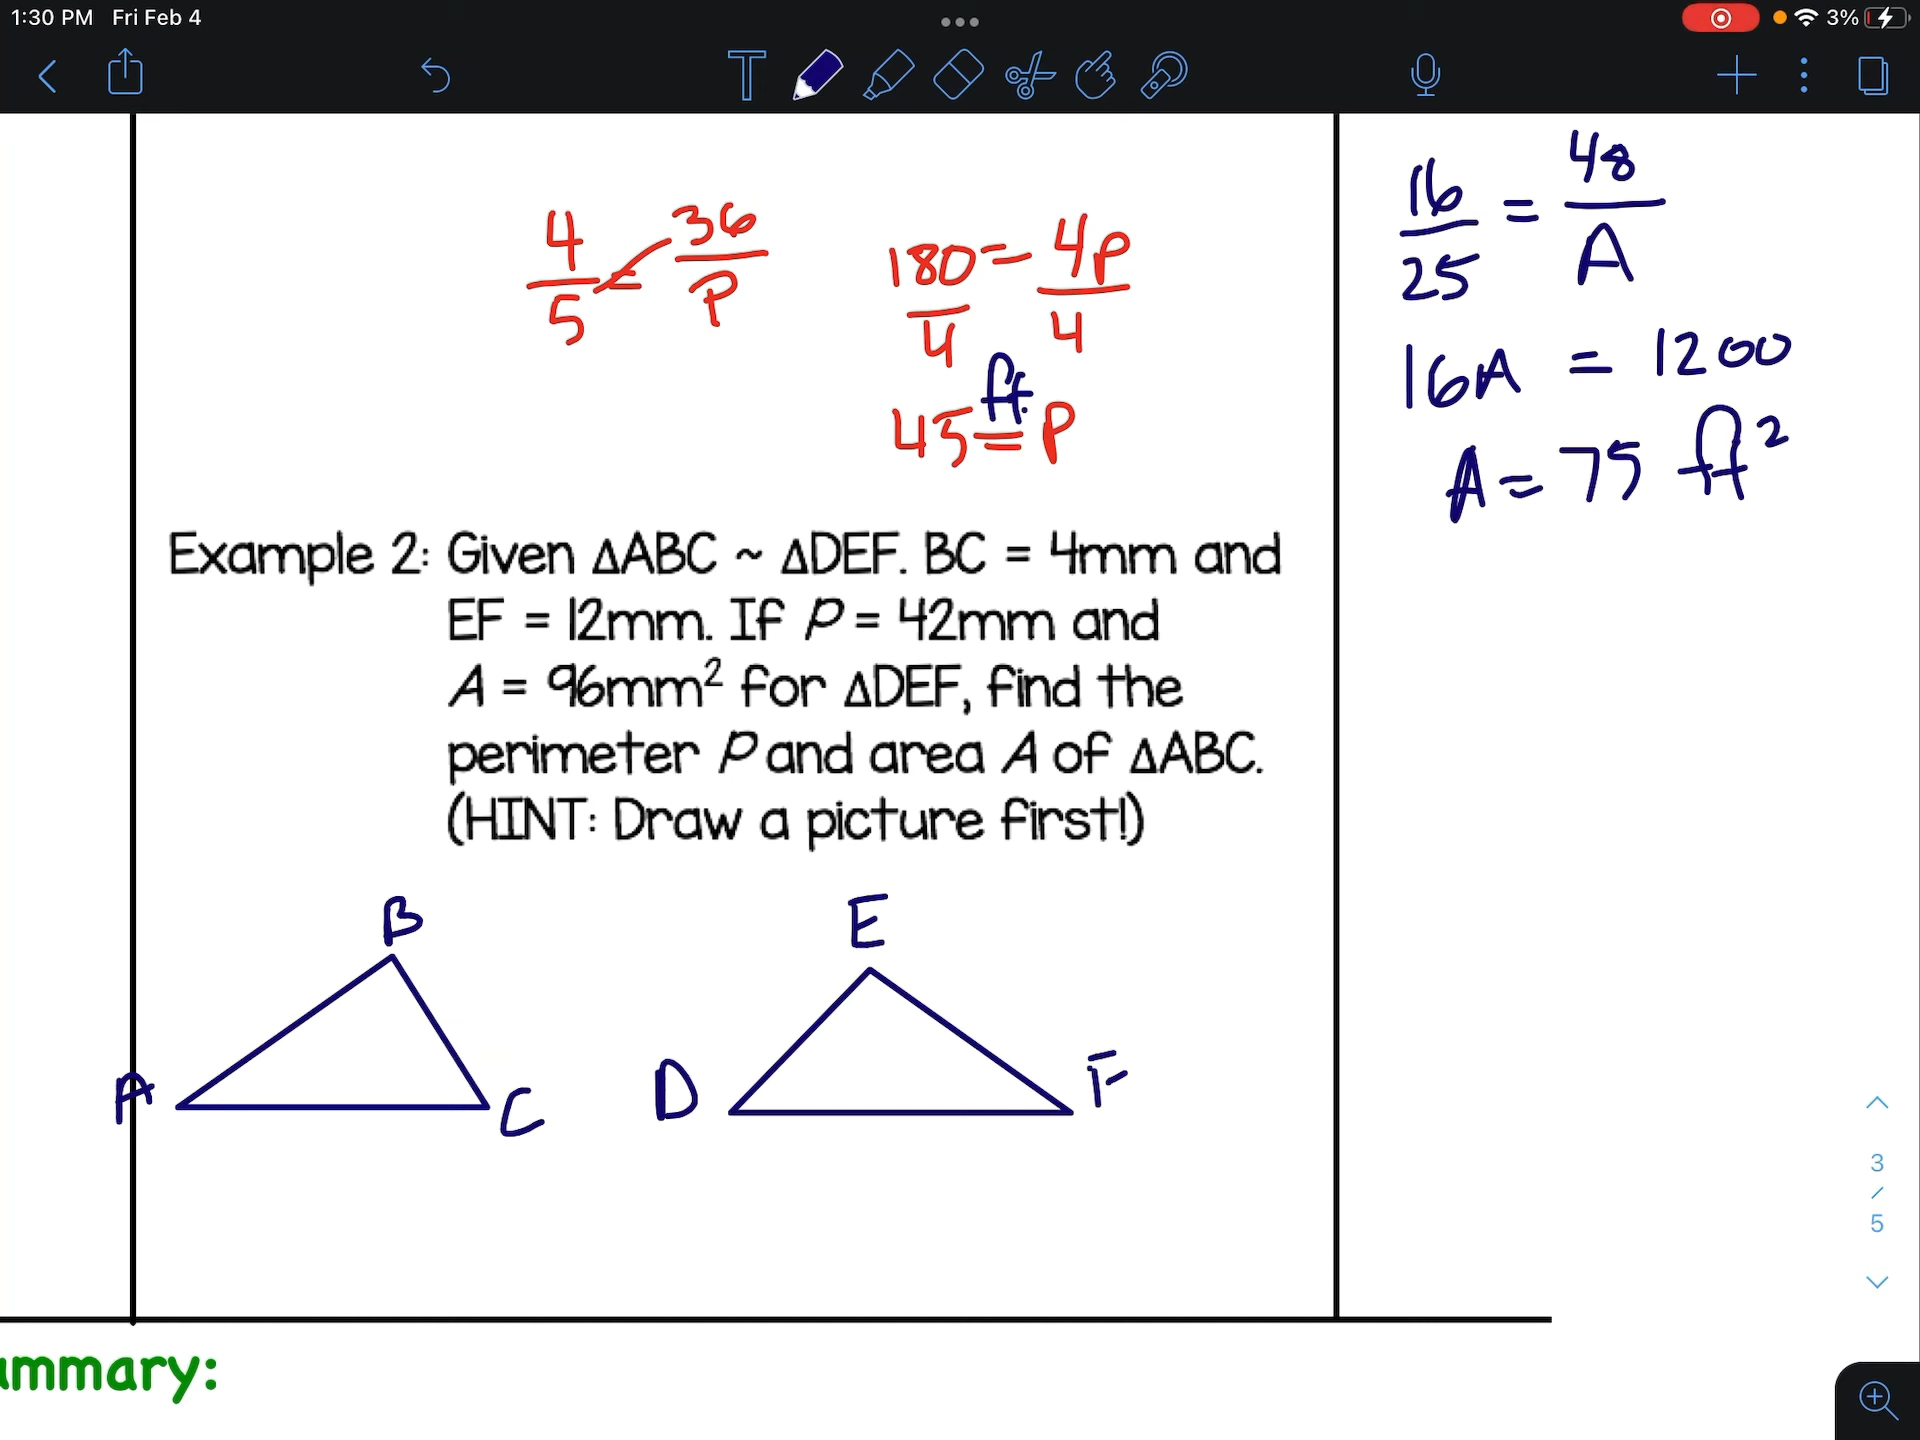 1:30 PM Fri Feb 4
3%
4/5 = 36/P
180/4 = 4P/4
45 ft. = P
16/25 = 48/A
16A = 1200
A = 75 ft²
Example 2: Given ΔABC ~ ΔDEF. BC = 4mm and
EF = 12mm. If P = 42mm and
A = 96mm² for ΔDEF, find the
perimeter P and area A of ΔABC.
(HINT: Draw a picture first!)
B
E
A
C
D
F
3
/
5
ummary: